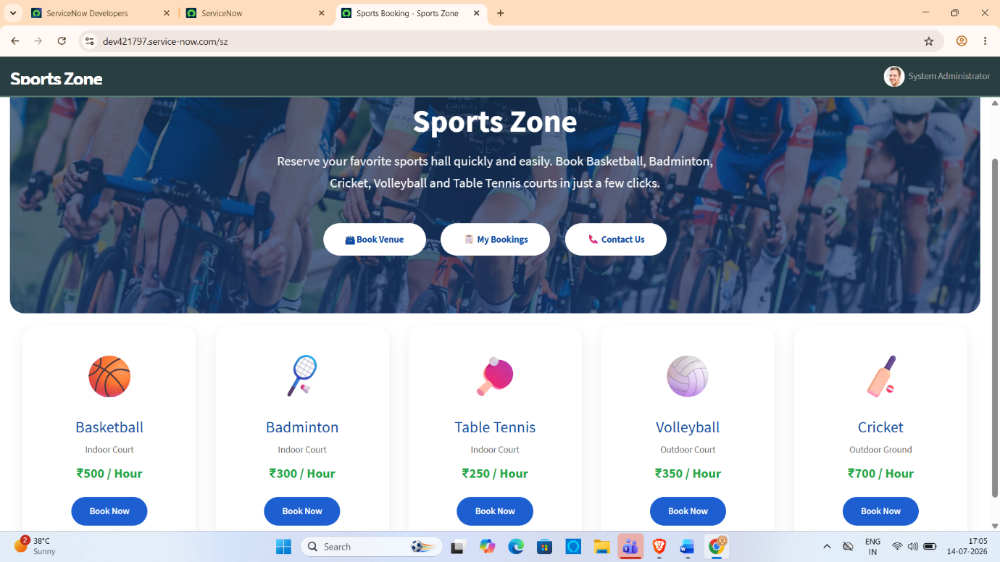 ServiceNow Developers
ServiceNow
Sports Booking - Sports Zone
dev421797.service-now.com/sz
Sports Zone
System Administrator
Sports Zone
Reserve your favorite sports hall quickly and easily. Book Basketball, Badminton,
Cricket, Volleyball and Table Tennis courts in just a few clicks.
Book Venue
My Bookings
Contact Us
Basketball
Indoor Court
₹500 / Hour
Book Now
Badminton
Indoor Court
₹300 / Hour
Book Now
Table Tennis
Indoor Court
₹250 / Hour
Book Now
Volleyball
Outdoor Court
₹350 / Hour
Book Now
Cricket
Outdoor Ground
₹700 / Hour
Book Now
2
38°C
Sunny
Search
ENG
IN
17:05
14-07-2026